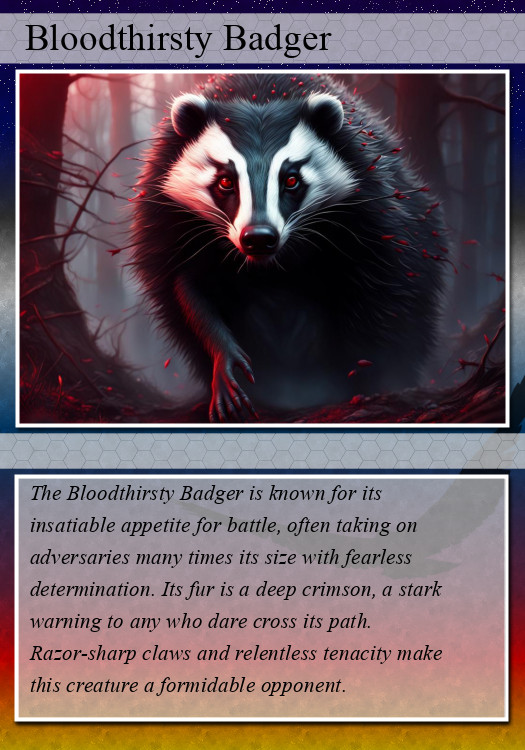 Bloodthirsty Badger
The Bloodthirsty Badger is known for its
insatiable appetite for battle, often taking on
adversaries many times its size with fearless
determination. Its fur is a deep crimson, a stark
warning to any who dare cross its path.
Razor-sharp claws and relentless tenacity make
this creature a formidable opponent.